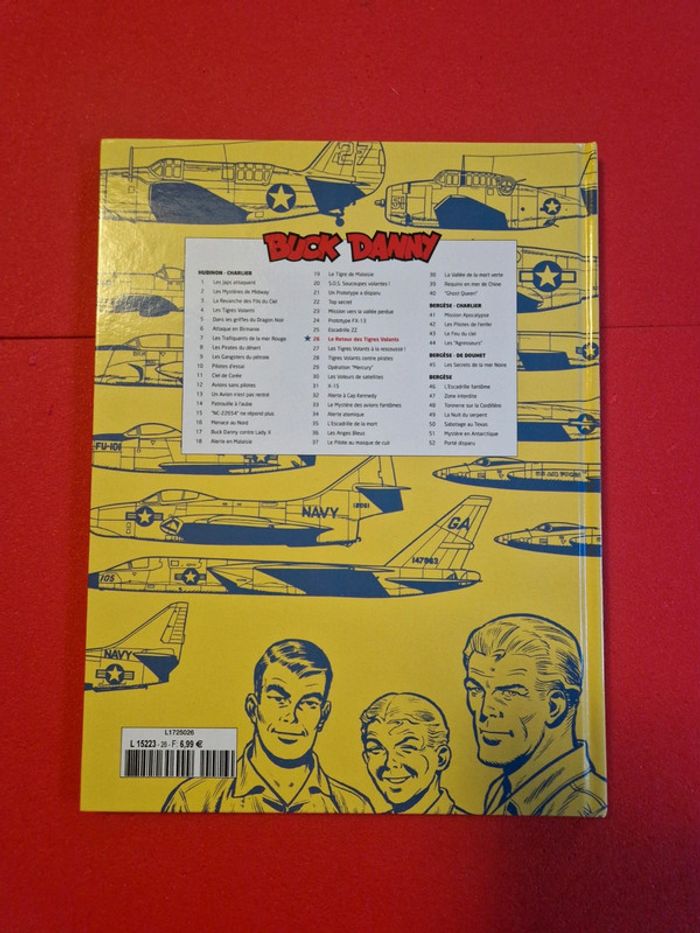 27
BUCK DANNY
HUBINON - CHARLIER
1 Les Japs attaquent
2 Les Mystères de Midway
3 La Revanche des Fils du Ciel
4 Les Tigres Volants
5 Dans les griffes du Dragon Noir
6 Attaque en Birmanie
7 Les Trafiquants de la mer Rouge
8 Les Pirates du désert
9 Les Gangsters du pétrole
10 Pilotes d'essai
11 Ciel de Corée
12 Avions sans pilotes
13 Un Avion n'est pas rentré
14 Patrouille à l'aube
15 "NC-22654" ne répond plus
16 Menace au Nord
17 Buck Danny contre Lady X
18 Alerte en Malaisie
19 Le Tigre de Malaisie
20 S.O.S. Soucoupes volantes !
21 Un Prototype a disparu
22 Top secret
23 Mission vers la vallée perdue
24 Prototype FX-13
25 Escadrille ZZ
26 Le Retour des Tigres Volants
27 Les Tigres Volants à la rescousse !
28 Tigres Volants contre pirates
29 Opération "Mercury"
30 Les Voleurs de satellites
31 X-15
32 Alerte à Cap Kennedy
33 Le Mystère des avions fantômes
34 Alerte atomique
35 L'Escadrille de la mort
36 Les Anges Bleus
37 Le Pilote au masque de cuir
38 La Vallée de la mort verte
39 Requins en mer de Chine
40 "Ghost Queen"
BERGÈSE - CHARLIER
41 Mission Apocalypse
42 Les Pilotes de l'enfer
43 Le Feu du ciel
44 Les "Agresseurs"
BERGÈSE - DE DOUHET
45 Les Secrets de la mer Noire
BERGÈSE
46 L'Escadrille fantôme
47 Zone interdite
48 Tonnerre sur la Cordillère
49 La Nuit du serpent
50 Sabotage au Texas
51 Mystère en Antarctique
52 Porté disparu
FU-101
NAVY
GA
147863
105
NAVY
L1725026
L 15223 - 26 - F: 6,99 €